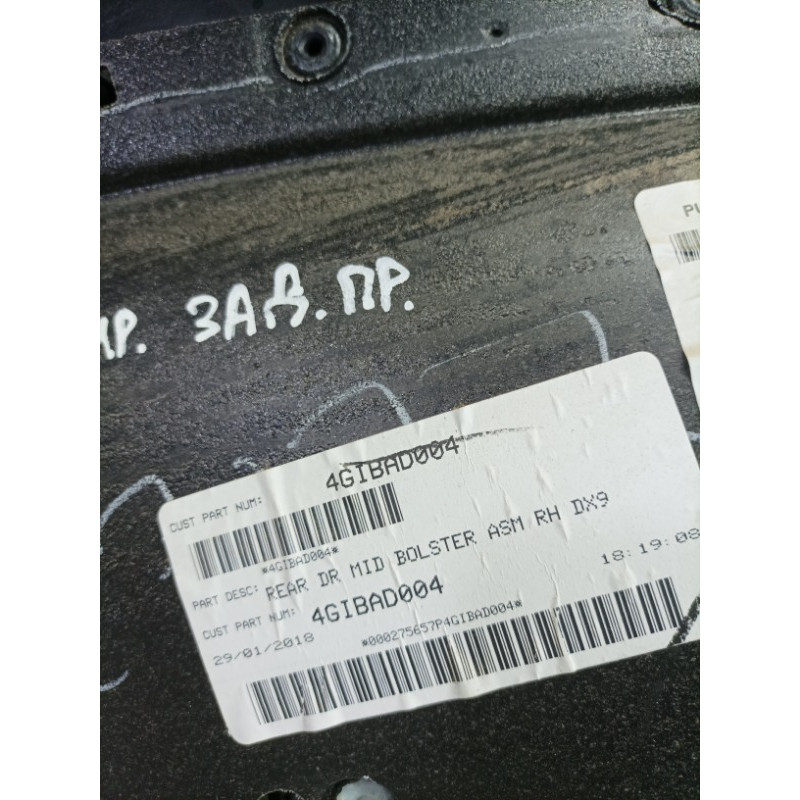 ЗАД. ПР.
CUST PART NUM: 4GIBAD004
*4GIBAD004*
PART DESC: REAR DR MID BOLSTER ASM RH DX9
CUST PART NUM: 4GIBAD004
29/01/2018 18:19:08
*000275657P4GIBAD004*